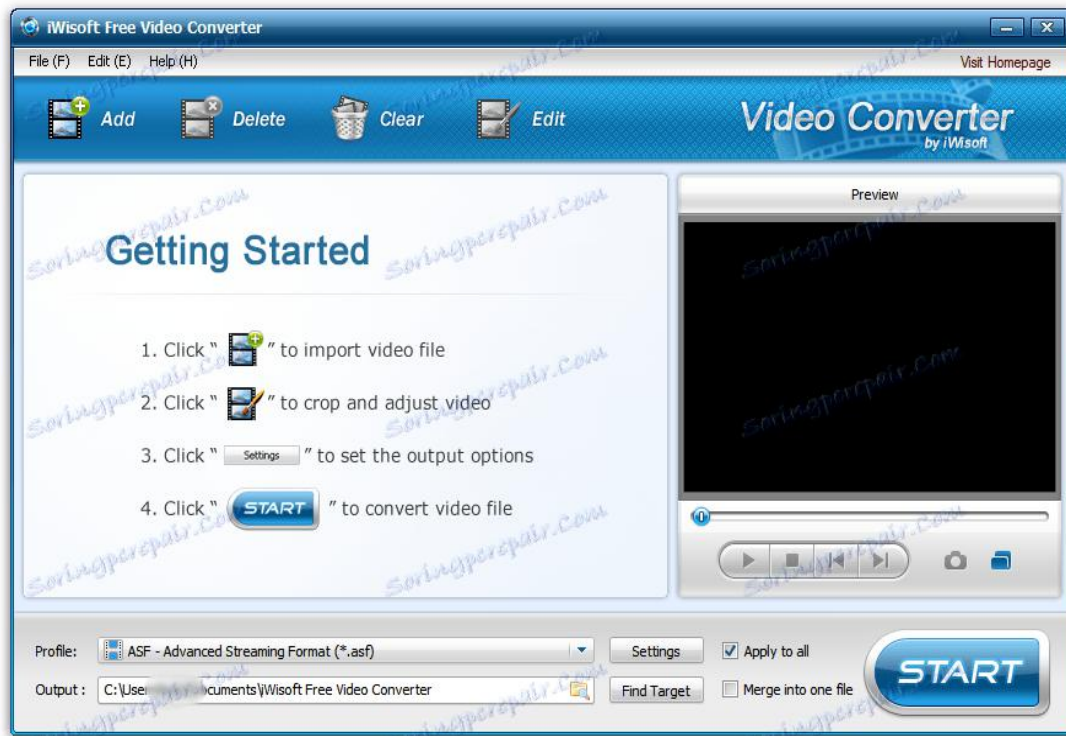 iWisoft Free Video Converter
File (F) Edit (E) Help (H) Visit Homepage
Add Delete Clear Edit
Video Converter
by iWisoft
Getting Started
1. Click “ ” to import video file
2. Click “ ” to crop and adjust video
3. Click “ Settings ” to set the output options
4. Click “ START ” to convert video file
Preview
Profile: ASF - Advanced Streaming Format (*.asf) Settings Apply to all
Output : C:\User ocuments\iWisoft Free Video Converter Find Target Merge into one file
START